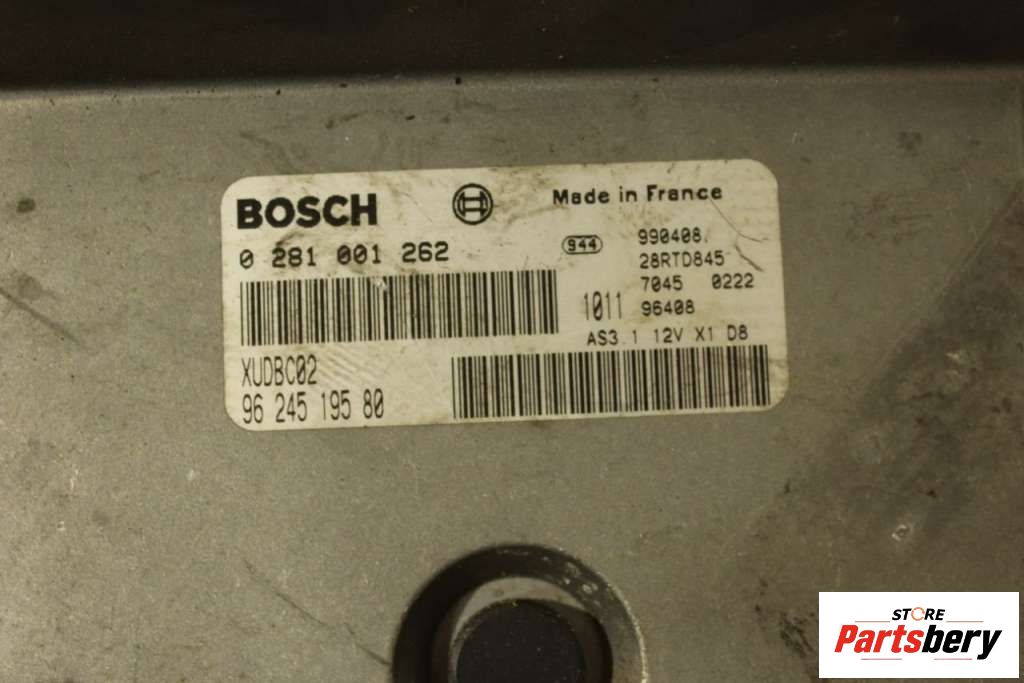 BOSCH
Made in France
0 281 001 262
944
990408
28RTD845
7045 0222
1011 96408
AS3.1 12V X1 D8
XUDBC02
96 245 195 80
STORE
Partsbery